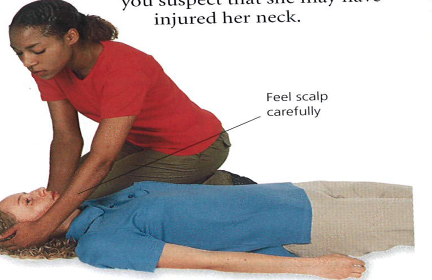 you suspect that she may have
injured her neck.
Feel scalp
carefully